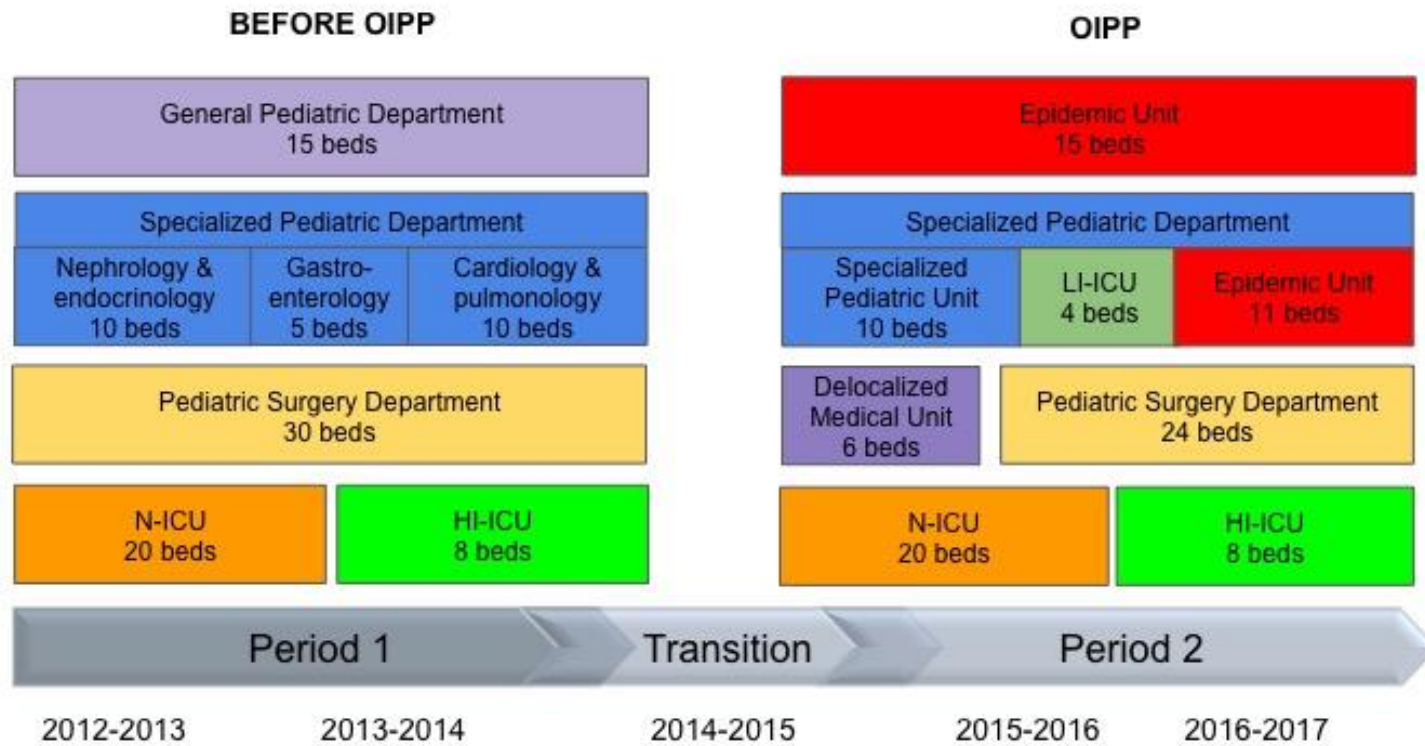 BEFORE OIPP
General Pediatric Department
15 beds
Specialized Pediatric Department
Nephrology &
endocrinology
10 beds
Gastro-
enterology
5 beds
Cardiology &
pulmonology
10 beds
Pediatric Surgery Department
30 beds
N-ICU
20 beds
HI-ICU
8 beds
OIPP
Epidemic Unit
15 beds
Specialized Pediatric Department
Specialized
Pediatric Unit
10 beds
LI-ICU
4 beds
Epidemic Unit
11 beds
Delocalized
Medical Unit
6 beds
Pediatric Surgery Department
24 beds
N-ICU
20 beds
HI-ICU
8 beds
Period 1
Transition
Period 2
2012-2013
2013-2014
2014-2015
2015-2016
2016-2017